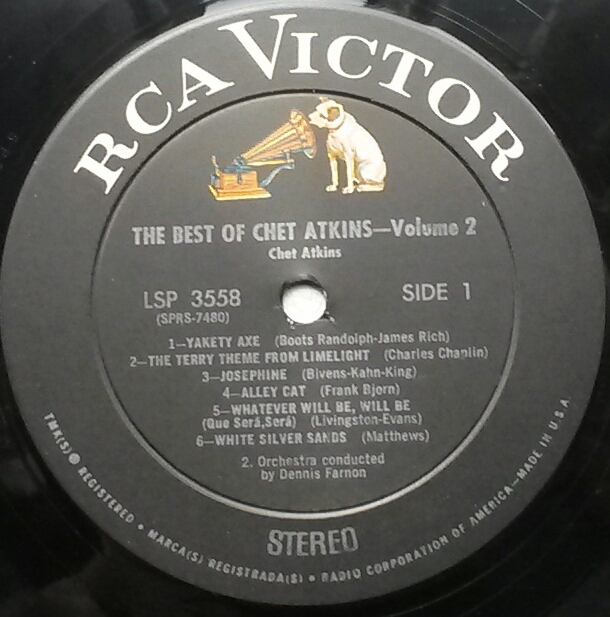 RCA VICTOR
THE BEST OF CHET ATKINS—Volume 2
Chet Atkins
LSP 3558
(SPRS-7480)
SIDE 1
1—YAKETY AXE (Boots Randolph-James Rich)
2—THE TERRY THEME FROM LIMELIGHT (Charles Chaplin)
3—JOSEPHINE (Bivens-Kahn-King)
4—ALLEY CAT (Frank Bjorn)
5—WHATEVER WILL BE, WILL BE
(Que Será,Será) (Livingston-Evans)
6—WHITE SILVER SANDS (Matthews)
2. Orchestra conducted
by Dennis Farnon
STEREO
TMK(S) ® REGISTERED • MARCA(S) REGISTRADA(S) • RADIO CORPORATION OF AMERICA—MADE IN U.S.A.